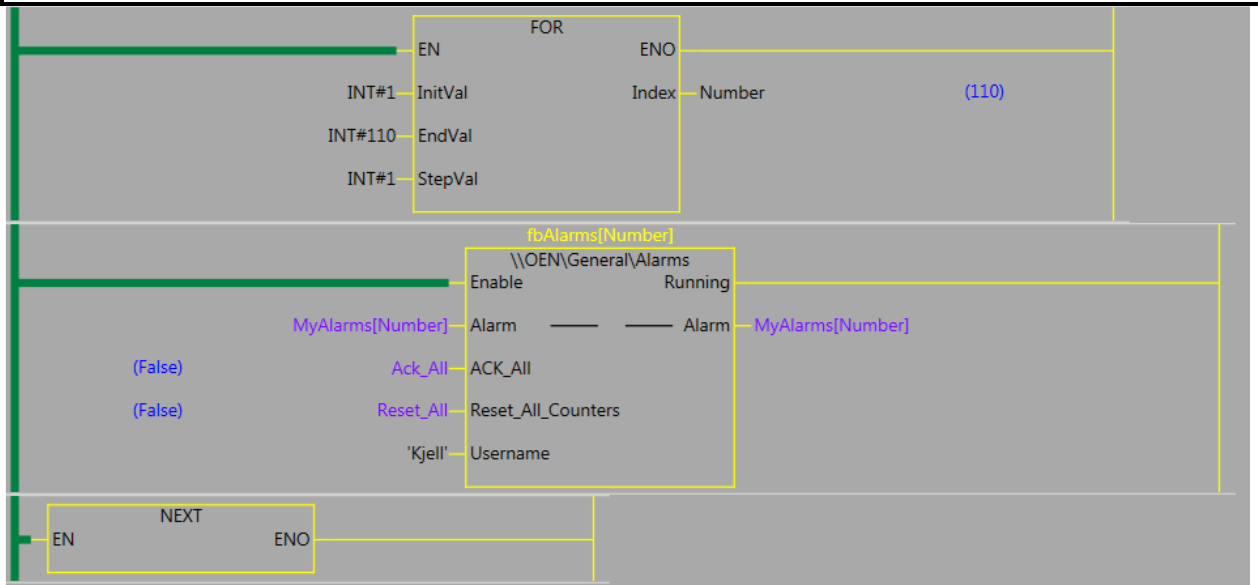 FOR
EN ENO
INT#1 InitVal Index Number (110)
INT#110 EndVal
INT#1 StepVal
fbAlarms[Number]
\\OEN\General\Alarms
Enable Running
MyAlarms[Number] Alarm Alarm MyAlarms[Number]
(False) Ack_All ACK_All
(False) Reset_All Reset_All_Counters
'Kjell' Username
NEXT
EN ENO